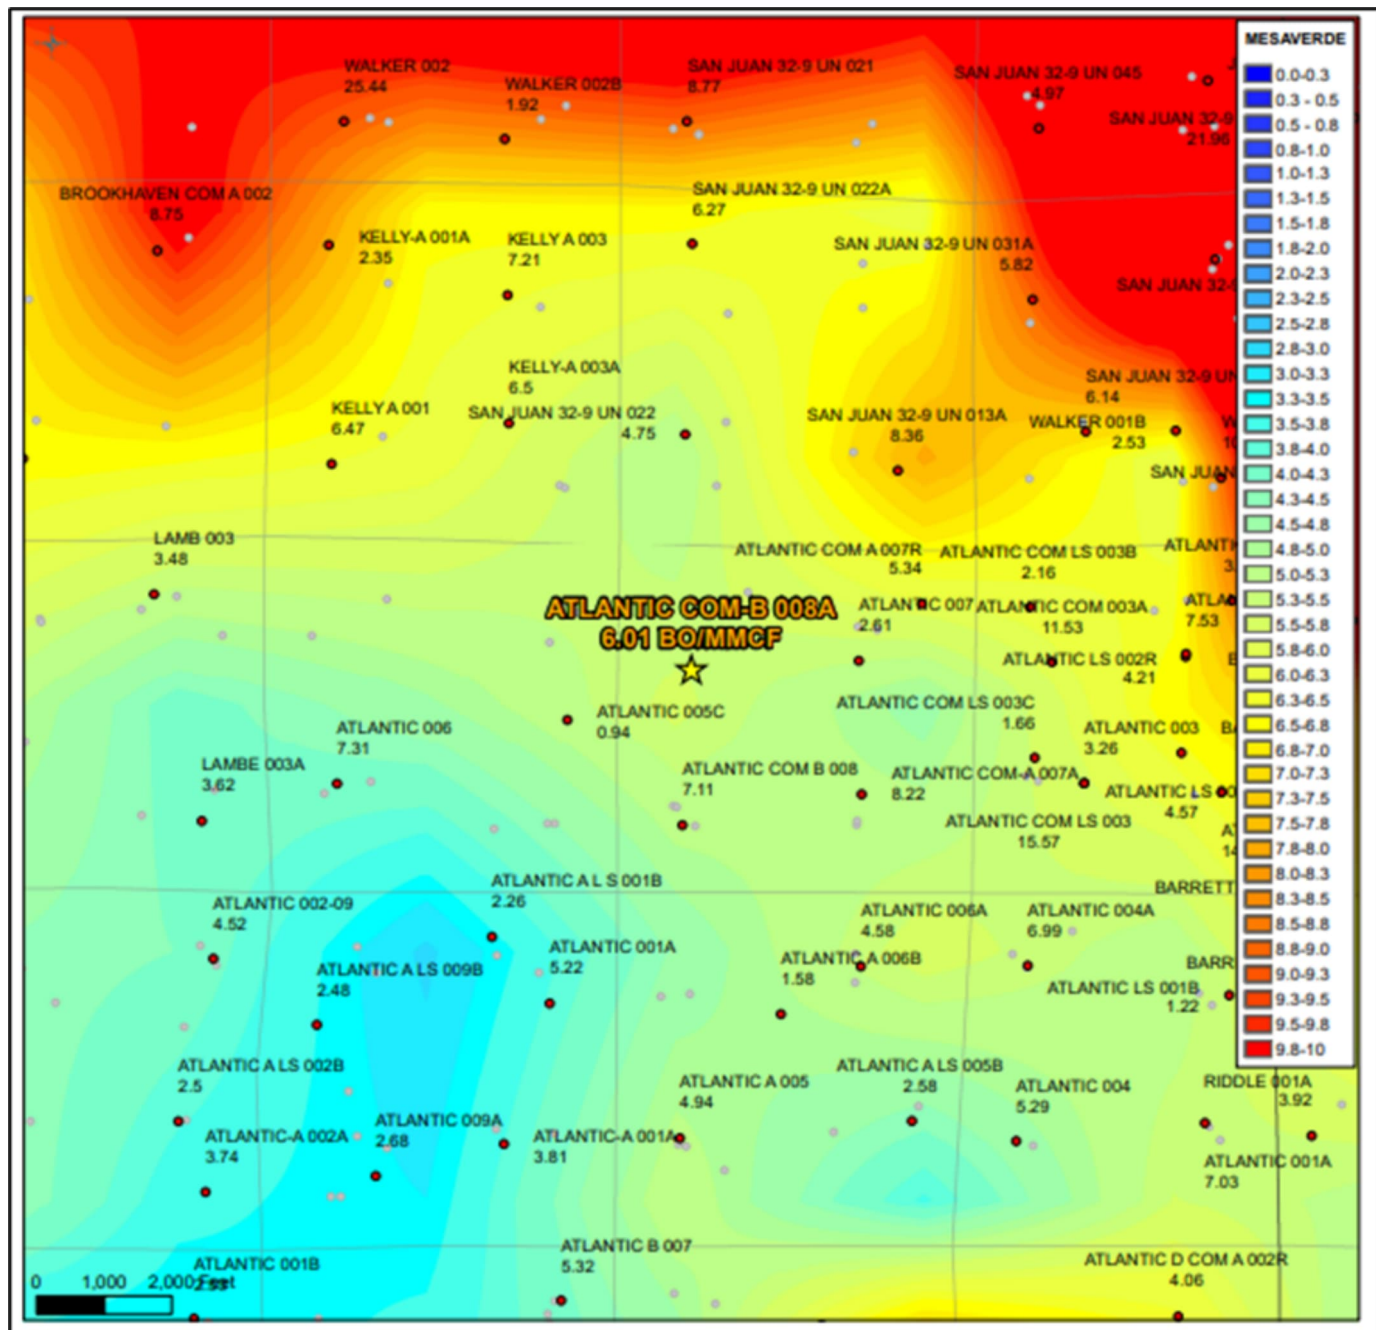 MESAVERDE
0.0-0.3
0.3 - 0.5
0.5 - 0.8
0.8-1.0
1.0-1.3
1.3-1.5
1.5-1.8
1.8-2.0
2.0-2.3
2.3-2.5
2.5-2.8
2.8-3.0
3.0-3.3
3.3-3.5
3.5-3.8
3.8-4.0
4.0-4.3
4.3-4.5
4.5-4.8
4.8-5.0
5.0-5.3
5.3-5.5
5.5-5.8
5.8-6.0
6.0-6.3
6.3-6.5
6.5-6.8
6.8-7.0
7.0-7.3
7.3-7.5
7.5-7.8
7.8-8.0
8.0-8.3
8.3-8.5
8.5-8.8
8.8-9.0
9.0-9.3
9.3-9.5
9.5-9.8
9.8-10
WALKER 002
25.44
WALKER 002B
1.92
SAN JUAN 32-9 UN 021
8.77
SAN JUAN 32-9 UN 045
4.97
SAN JUAN 32-9
21.96
BROOKHAVEN COM A 002
8.75
SAN JUAN 32-9 UN 022A
6.27
KELLY-A 001A
2.35
KELLY A 003
7.21
SAN JUAN 32-9 UN 031A
5.82
SAN JUAN 32-
KELLY-A 003A
6.5
SAN JUAN 32-9 UN
6.14
KELLY A 001
6.47
SAN JUAN 32-9 UN 022
4.75
SAN JUAN 32-9 UN 013A
8.36
WALKER 001B
2.53
SAN JUAN
LAMB 003
3.48
ATLANTIC COM A 007R
5.34
ATLANTIC COM LS 003B
2.16
ATLANTIC COM-B 008A
6.01 BO/MMCF
ATLANTIC 007
2.61
ATLANTIC COM 003A
11.53
ATLA
7.53
ATLANTIC LS 002R
4.21
ATLANTIC 005C
0.94
ATLANTIC COM LS 003C
1.66
ATLANTIC 006
7.31
ATLANTIC 003
3.26
LAMBE 003A
3.62
ATLANTIC COM B 008
7.11
ATLANTIC COM-A 007A
8.22
ATLANTIC LS 00
4.57
ATLANTIC COM LS 003
15.57
ATLANTIC A L S 001B
2.26
BARRETT
ATLANTIC 002-09
4.52
ATLANTIC 006A
4.58
ATLANTIC 004A
6.99
ATLANTIC 001A
5.22
ATLANTIC A 006B
1.58
BARR
ATLANTIC A LS 009B
2.48
ATLANTIC LS 001B
1.22
ATLANTIC A LS 002B
2.5
ATLANTIC A 005
4.94
ATLANTIC A LS 005B
2.58
ATLANTIC 004
5.29
RIDDLE 001A
3.92
ATLANTIC-A 002A
3.74
ATLANTIC 009A
2.68
ATLANTIC-A 001A
3.81
ATLANTIC 001A
7.03
ATLANTIC B 007
5.32
ATLANTIC D COM A 002R
4.06
ATLANTIC 001B
0 1,000 2,000 Feet